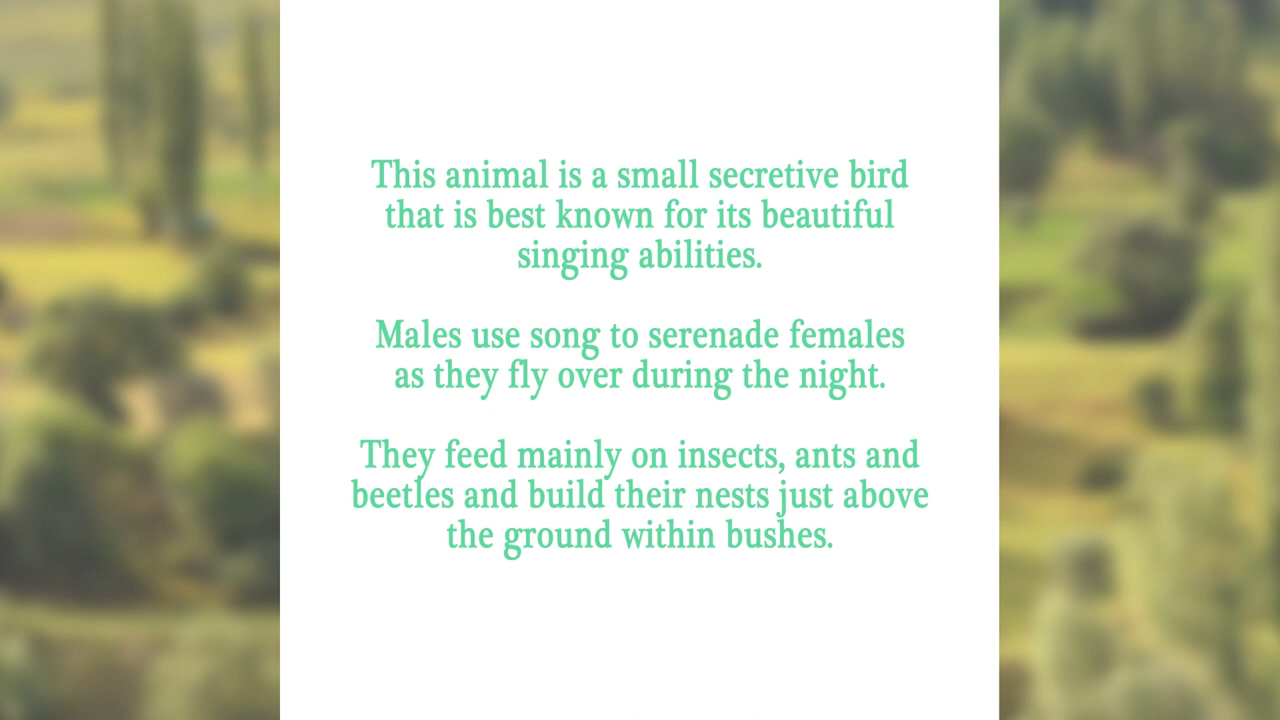 This animal is a small secretive bird
that is best known for its beautiful
singing abilities.
Males use song to serenade females
as they fly over during the night.
They feed mainly on insects, ants and
beetles and build their nests just above
the ground within bushes.